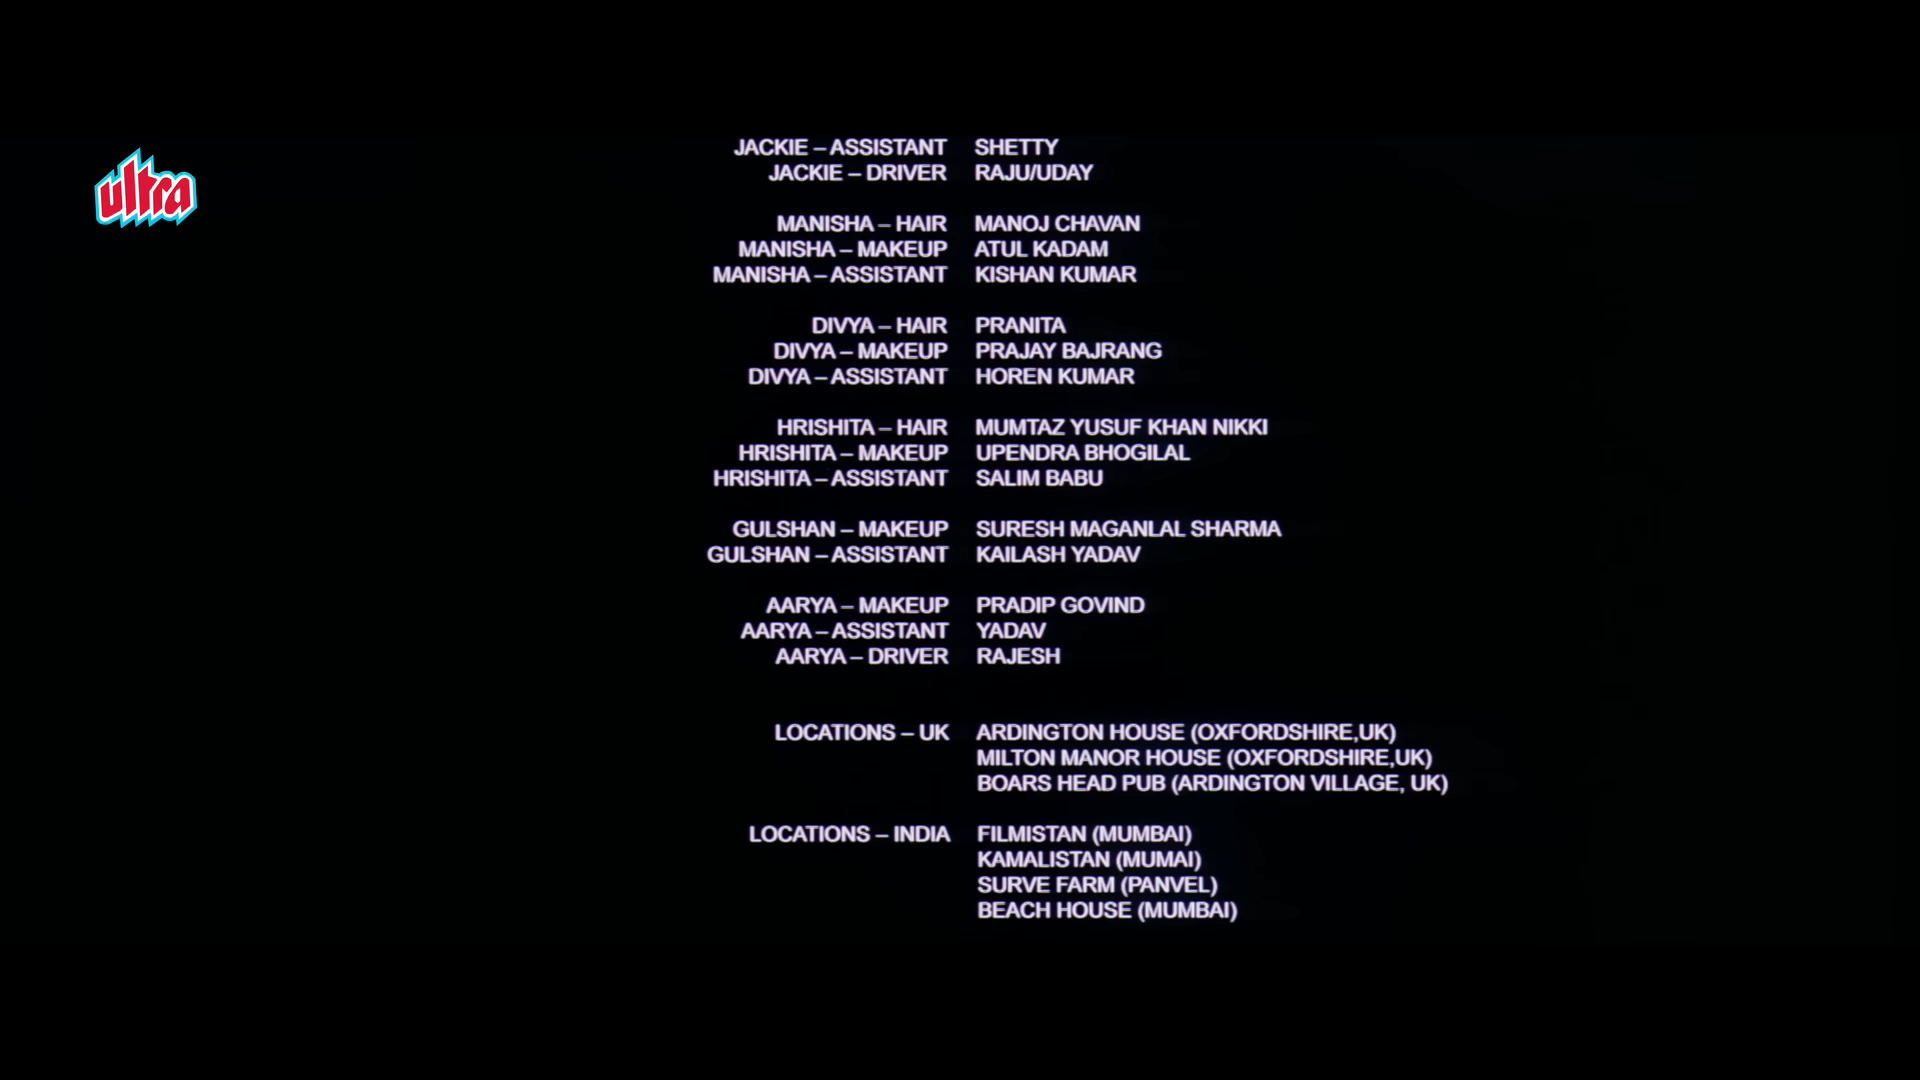 ultra
JACKIE – ASSISTANT SHETTY
JACKIE – DRIVER RAJU/UDAY
MANISHA – HAIR MANOJ CHAVAN
MANISHA – MAKEUP ATUL KADAM
MANISHA – ASSISTANT KISHAN KUMAR
DIVYA – HAIR PRANITA
DIVYA – MAKEUP PRAJAY BAJRANG
DIVYA – ASSISTANT HOREN KUMAR
HRISHITA – HAIR MUMTAZ YUSUF KHAN NIKKI
HRISHITA – MAKEUP UPENDRA BHOGILAL
HRISHITA – ASSISTANT SALIM BABU
GULSHAN – MAKEUP SURESH MAGANLAL SHARMA
GULSHAN – ASSISTANT KAILASH YADAV
AARYA – MAKEUP PRADIP GOVIND
AARYA – ASSISTANT YADAV
AARYA – DRIVER RAJESH
LOCATIONS – UK ARDINGTON HOUSE (OXFORDSHIRE,UK)
MILTON MANOR HOUSE (OXFORDSHIRE,UK)
BOARS HEAD PUB (ARDINGTON VILLAGE, UK)
LOCATIONS – INDIA FILMISTAN (MUMBAI)
KAMALISTAN (MUMAI)
SURVE FARM (PANVEL)
BEACH HOUSE (MUMBAI)